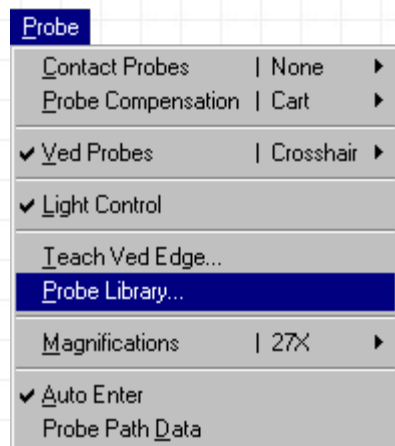 Probe
Contact Probes | None
Probe Compensation | Cart
Ved Probes | Crosshair
Light Control
Teach Ved Edge...
Probe Library...
Magnifications | 27X
Auto Enter
Probe Path Data